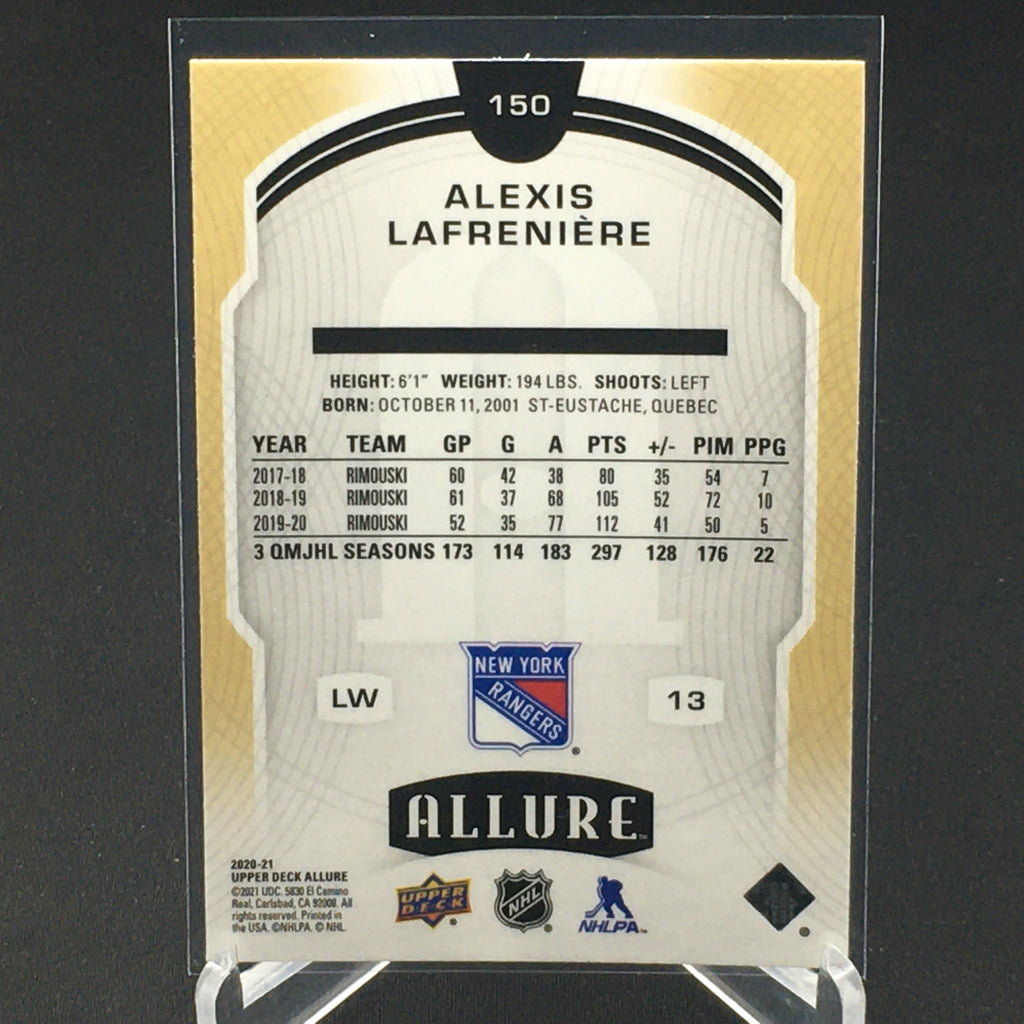 150
ALEXIS
LAFRENIÈRE
HEIGHT: 6'1" WEIGHT: 194 LBS. SHOOTS: LEFT
BORN: OCTOBER 11, 2001 ST-EUSTACHE, QUEBEC
YEAR TEAM GP G A PTS +/- PIM PPG
2017-18 RIMOUSKI 60 42 38 80 35 54 7
2018-19 RIMOUSKI 61 37 68 105 52 72 10
2019-20 RIMOUSKI 52 35 77 112 41 50 5
3 QMJHL SEASONS 173 114 183 297 128 176 22
NEW YORK
RANGERS
LW 13
ALLURE™
2020-21
UPPER DECK ALLURE
©2021 UDC. 5830 El Camino
Real, Carlsbad, CA 92008. All
rights reserved. Printed in
the USA. ©NHLPA. © NHL.
UPPER
DECK
NHL
NHLPA™